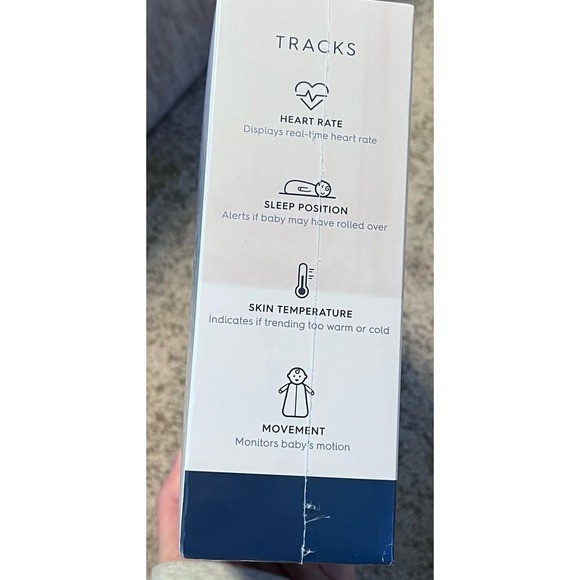 TRACKS
HEART RATE
Displays real-time heart rate
SLEEP POSITION
Alerts if baby may have rolled over
SKIN TEMPERATURE
Indicates if trending too warm or cold
MOVEMENT
Monitors baby's motion